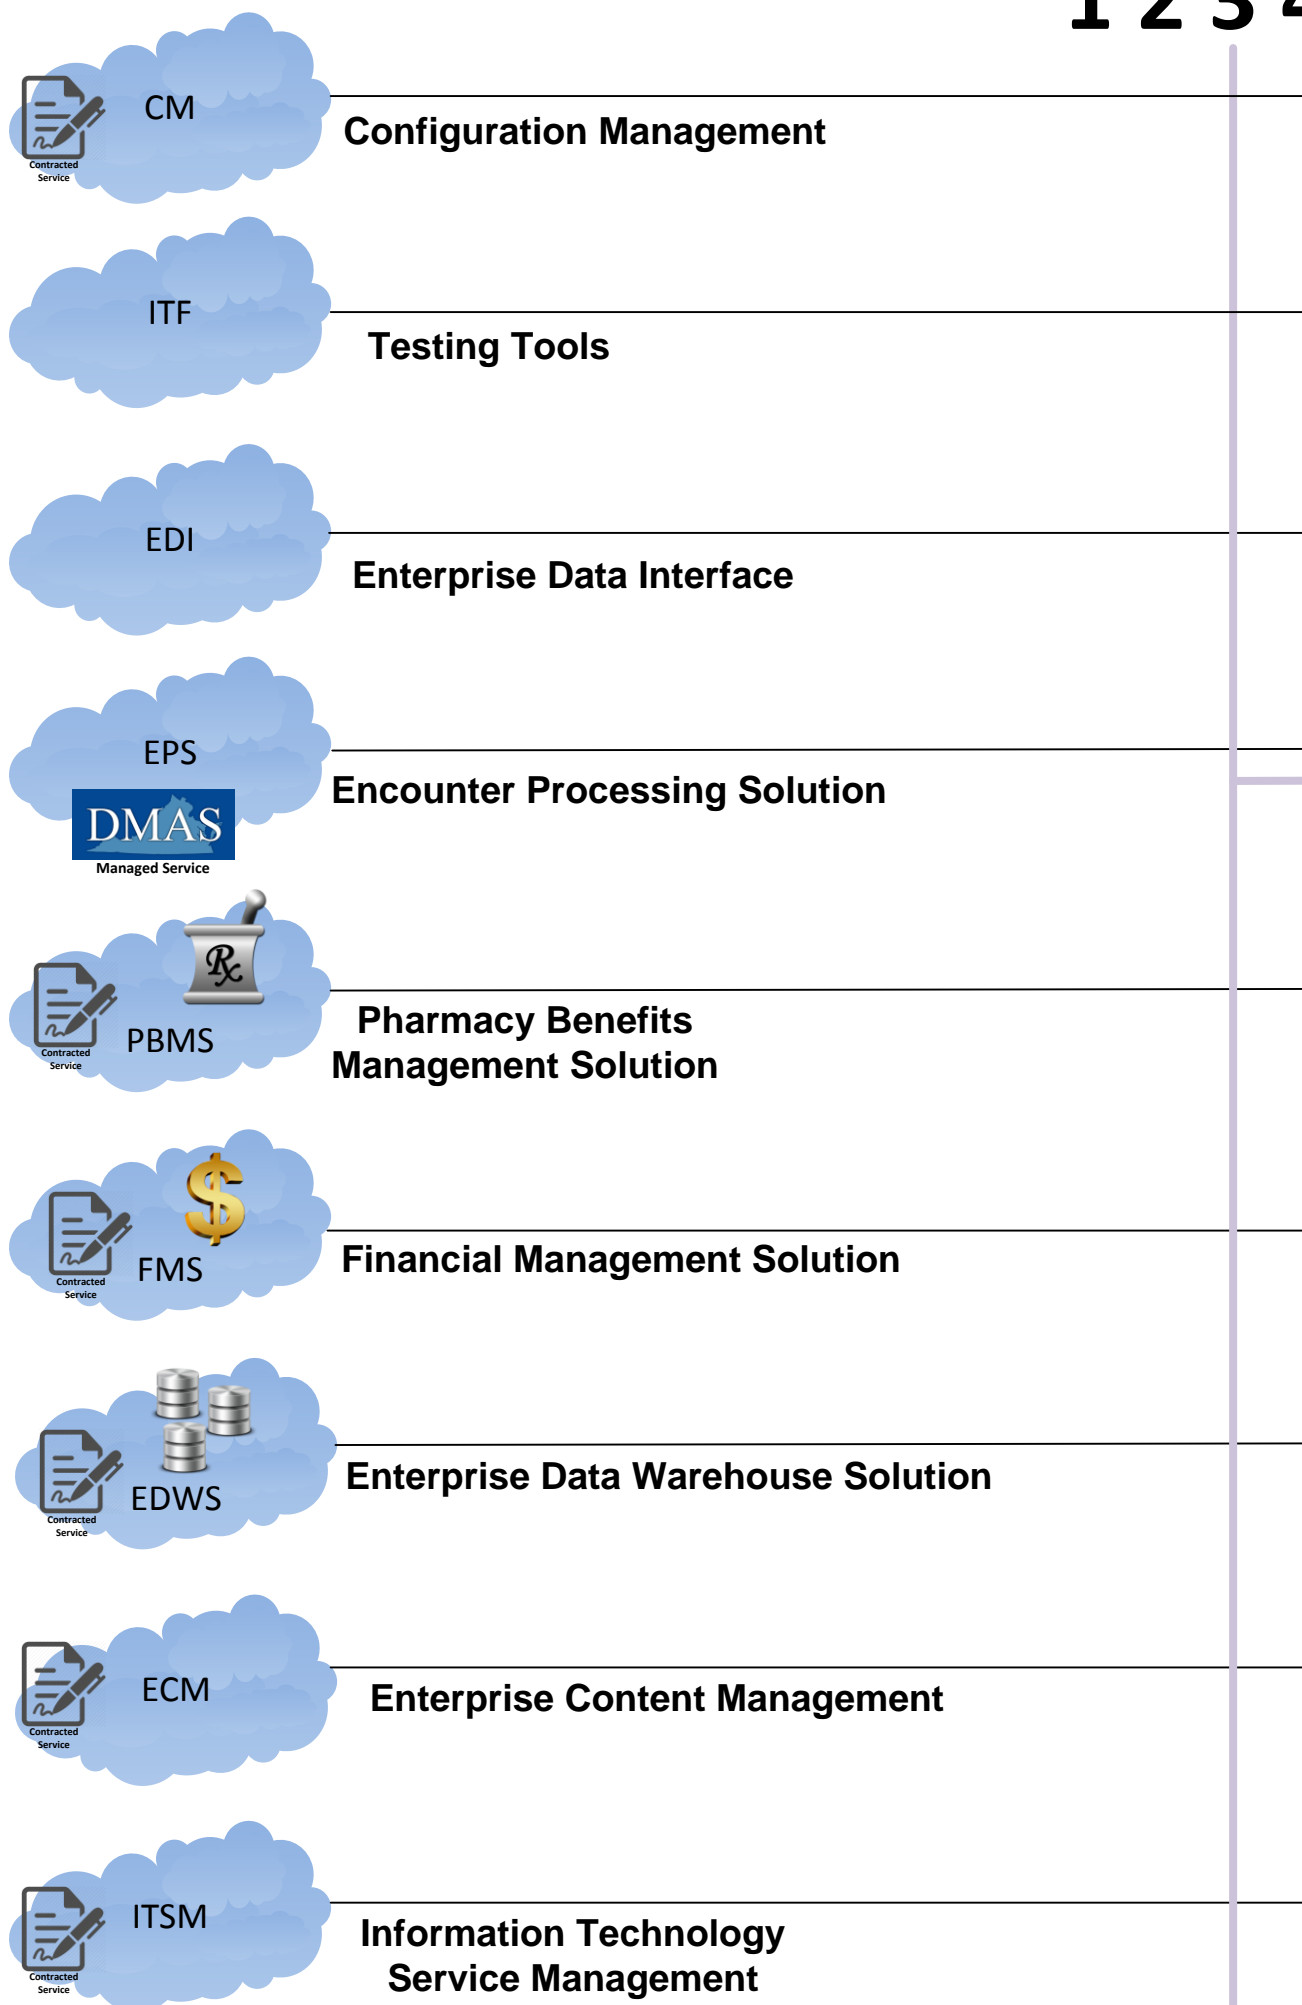 1 2 3 4
CM
Contracted
Service
Configuration Management
ITF
Testing Tools
EDI
Enterprise Data Interface
EPS
DMAS
Managed Service
Encounter Processing Solution
Rx
PBMS
Contracted
Service
Pharmacy Benefits
Management Solution
$
FMS
Contracted
Service
Financial Management Solution
EDWS
Contracted
Service
Enterprise Data Warehouse Solution
ECM
Contracted
Service
Enterprise Content Management
ITSM
Contracted
Service
Information Technology
Service Management